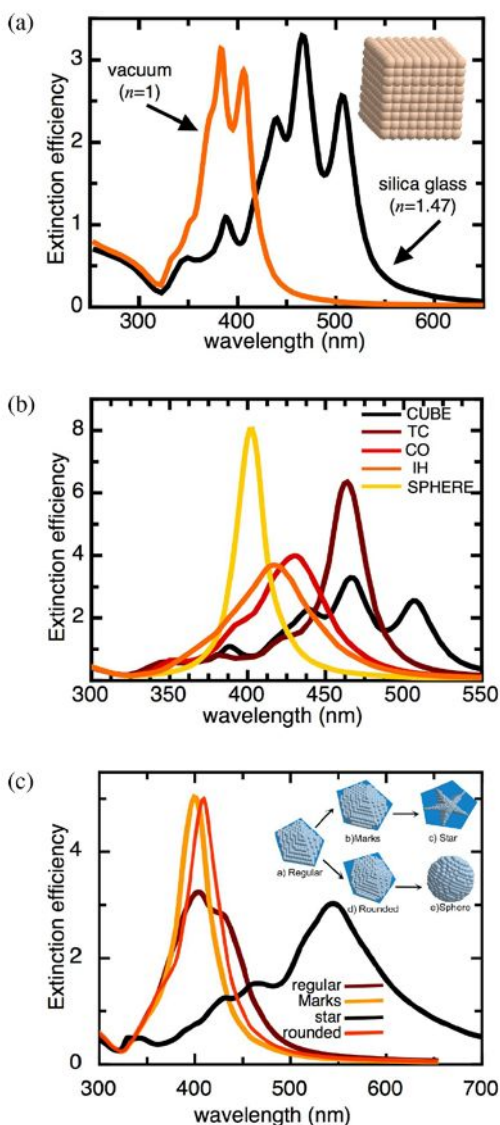 (a)
3
2
1
0
Extinction efficiency
vacuum
(n=1)
silica glass
(n=1.47)
300 400 500 600
wavelength (nm)
(b)
8
6
4
2
Extinction efficiency
CUBE
TC
CO
IH
SPHERE
300 350 400 450 500 550
wavelength (nm)
(c)
5
4
3
2
1
0
Extinction efficiency
b)Marks
c) Star
a) Regular
d) Rounded
e)Sphere
regular
Marks
star
rounded
300 400 500 600 700
wavelength (nm)